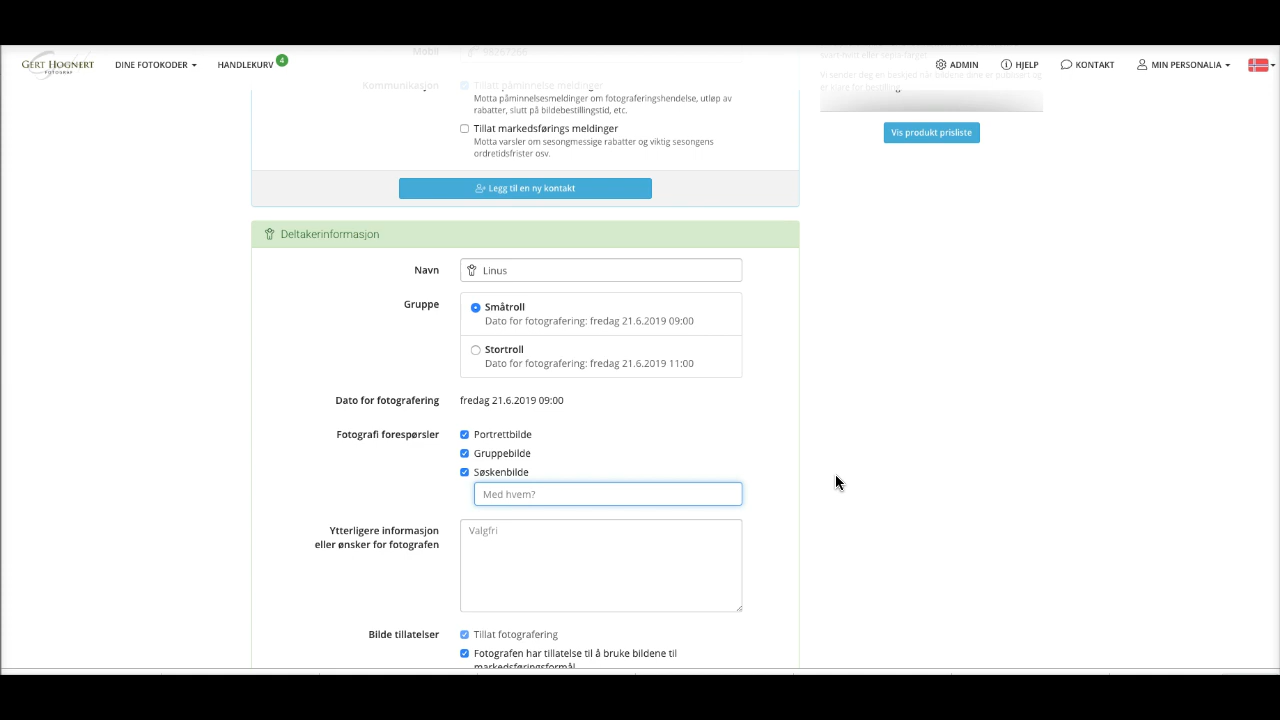 Mobil
GERT HOGNERT
FOTOGRAF
DINE FOTOKODER
HANDLEKURV 4
ADMIN
HJELP
KONTAKT
MIN PERSONALIA
Kommunikasjon
Tillatt påminnelse meldinger
Motta påminnelsesmeldinger om fotograferingshendelse, utløp av
rabatter, slutt på bildebestillingstid, etc.
Tillat markedsførings meldinger
Motta varsler om sesongmessige rabatter og viktig sesongens
ordretidsfrister osv.
Vis produkt prisliste
Legg til en ny kontakt
Deltakerinformasjon
Navn
Linus
Gruppe
Småtroll
Dato for fotografering: fredag 21.6.2019 09:00
Stortroll
Dato for fotografering: fredag 21.6.2019 11:00
Dato for fotografering
fredag 21.6.2019 09:00
Fotografi forespørsler
Portrettbilde
Gruppebilde
Søskenbilde
Med hvem?
Ytterligere informasjon
eller ønsker for fotografen
Valgfri
Bilde tillatelser
Tillat fotografering
Fotografen har tillatelse til å bruke bildene til
markedsføringsformål